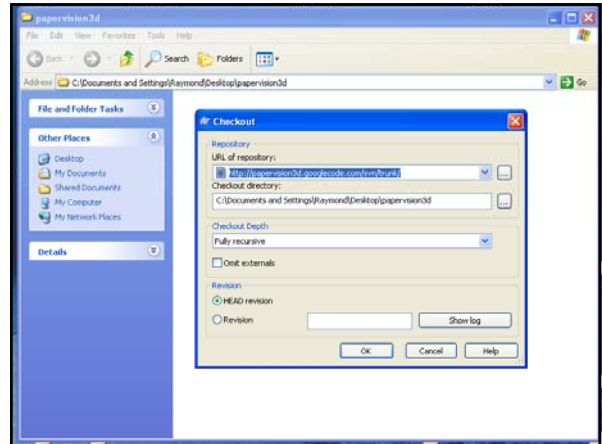 papervision3d
File Edit View Favorites Tools Help
Back Search Folders
Address C:\Documents and Settings\Raymond\Desktop\papervision3d Go
File and Folder Tasks
Other Places
Desktop
My Documents
Shared Documents
My Computer
My Network Places
Details
Checkout
Repository
URL of repository:
http://papervision3d.googlecode.com/svn/trunk/
...
Checkout directory:
C:\Documents and Settings\Raymond\Desktop\papervision3d
...
Checkout Depth
Fully recursive
Omit externals
Revision
HEAD revision
Revision Show log
OK Cancel Help